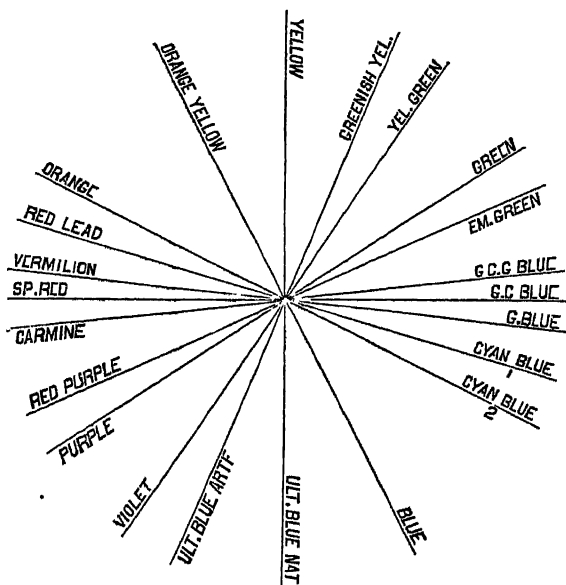 YELLOW
GREENISH YEL.
YEL. GREEN
GREEN
EM. GREEN
G C. G BLUE
G. C BLUE
G. BLUE
CYAN BLUE
1
CYAN BLUE
2
BLUE
ULT. BLUE NAT
ULT. BLUE ARTF
VIOLET
PURPLE
RED PURPLE
CARMINE
SP. RED
VERMILION
RED LEAD
ORANGE
ORANGE YELLOW